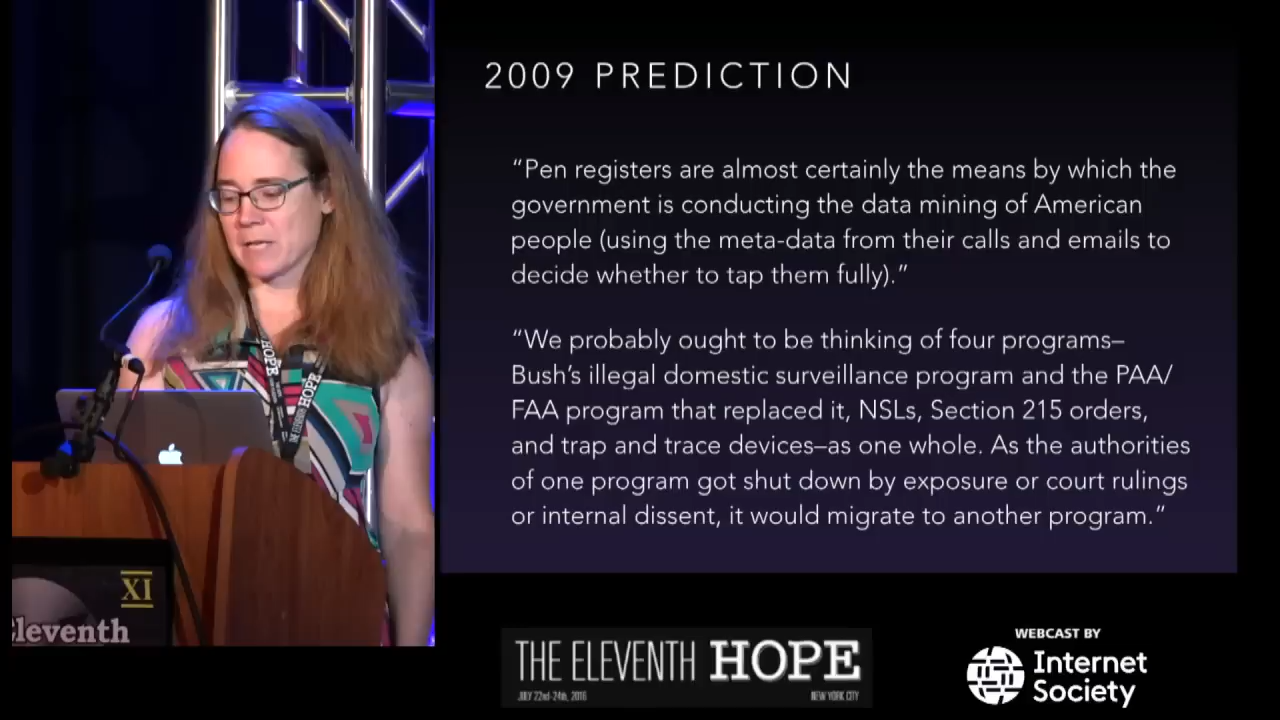 2009 PREDICTION
“Pen registers are almost certainly the means by which the
government is conducting the data mining of American
people (using the meta-data from their calls and emails to
decide whether to tap them fully).”
“We probably ought to be thinking of four programs–
Bush’s illegal domestic surveillance program and the PAA/
FAA program that replaced it, NSLs, Section 215 orders,
and trap and trace devices–as one whole. As the authorities
of one program got shut down by exposure or court rulings
or internal dissent, it would migrate to another program.”
HOPE
HOPE
XI
Eleventh
THE ELEVENTH HOPE
JULY 22nd-24th, 2016
NEW YORK CITY
WEBCAST BY
Internet
Society